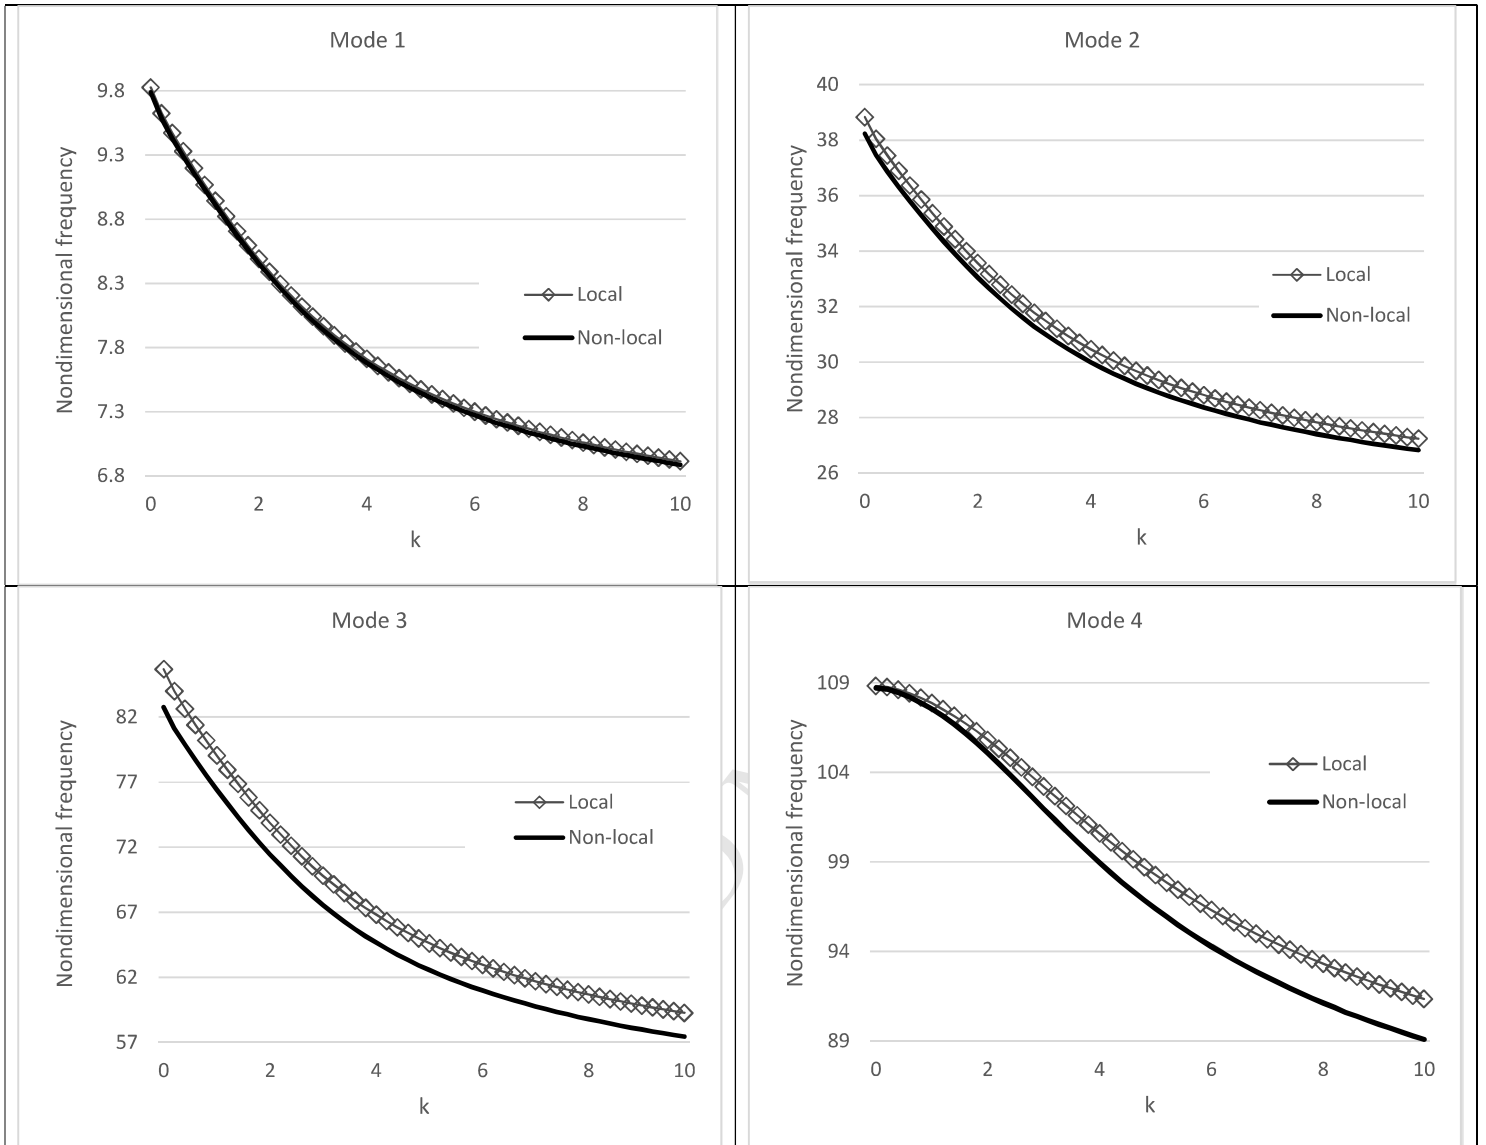 Mode 1
Nondimensional frequency
9.8
9.3
8.8
8.3
7.8
7.3
6.8
0 2 4 6 8 10
k
Local
Non-local
Mode 2
Nondimensional frequency
40
38
36
34
32
30
28
26
0 2 4 6 8 10
k
Local
Non-local
Mode 3
Nondimensional frequency
82
77
72
67
62
57
0 2 4 6 8 10
k
Local
Non-local
Mode 4
Nondimensional frequency
109
104
99
94
89
0 2 4 6 8 10
k
Local
Non-local